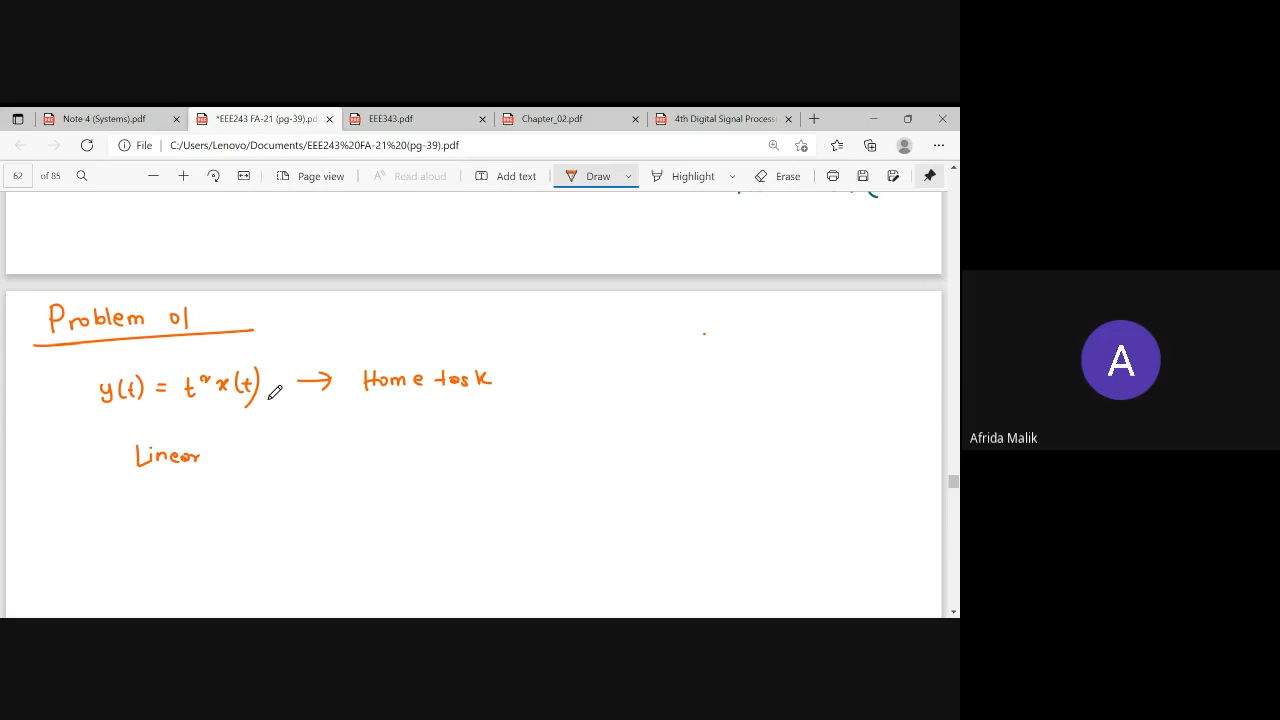 Note 4 (Systems).pdf
*EEE243 FA-21 (pg-39).pd
EEE343.pdf
Chapter_02.pdf
4th Digital Signal Processi
File C:/Users/Lenovo/Documents/EEE243%20FA-21%20(pg-39).pdf
62 of 85 Page view Read aloud Add text Draw Highlight Erase
Problem 01
y(t) = t² x(t) → Home task
Linear
A
Afrida Malik